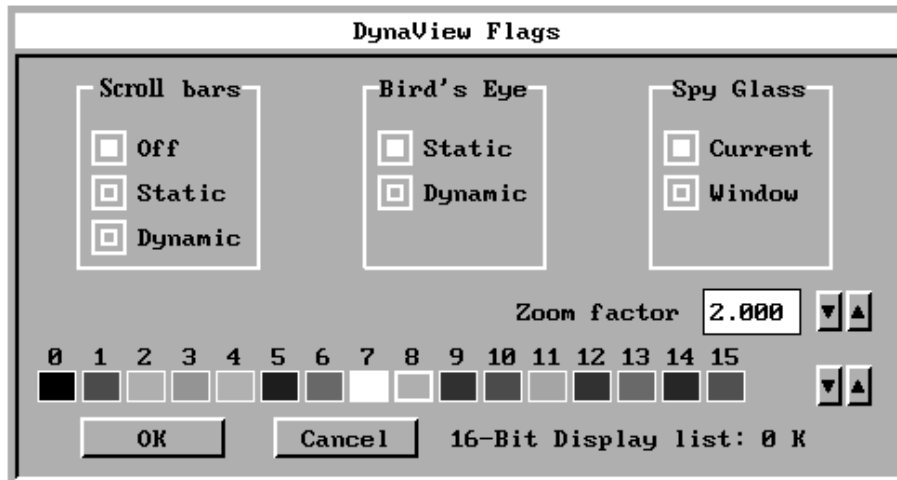 DynaView Flags
Scroll bars Bird's Eye Spy Glass
Off Static Current
Static Dynamic Window
Dynamic
Zoom factor 2.000
0 1 2 3 4 5 6 7 8 9 10 11 12 13 14 15
OK Cancel 16-Bit Display list: 0 K